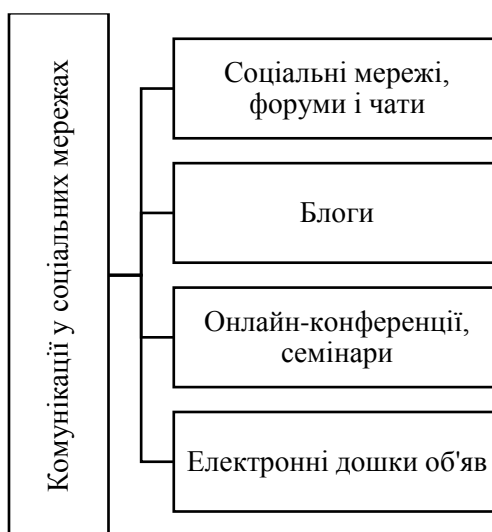 Комунікації у соціальних мережах
Соціальні мережі,
форуми і чати
Блоги
Онлайн-конференції,
семінари
Електронні дошки об'яв